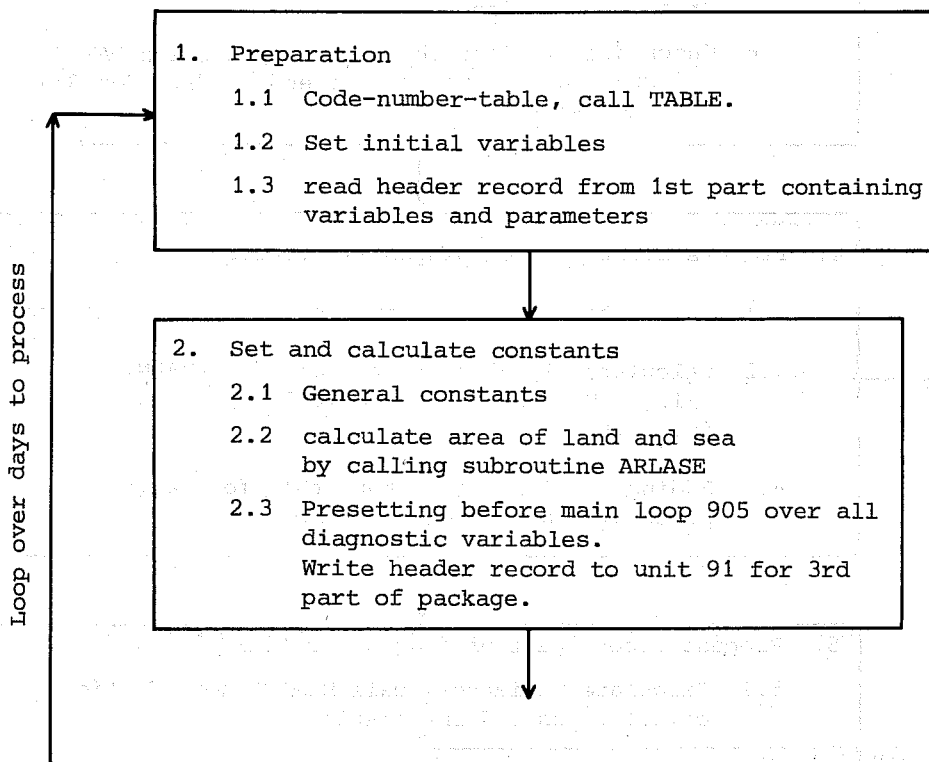 1. Preparation
1.1 Code-number-table, call TABLE.
1.2 Set initial variables
1.3 read header record from 1st part containing
variables and parameters
Loop over days to process
2. Set and calculate constants
2.1 General constants
2.2 calculate area of land and sea
by calling subroutine ARLASE
2.3 Presetting before main loop 905 over all
diagnostic variables.
Write header record to unit 91 for 3rd
part of package.